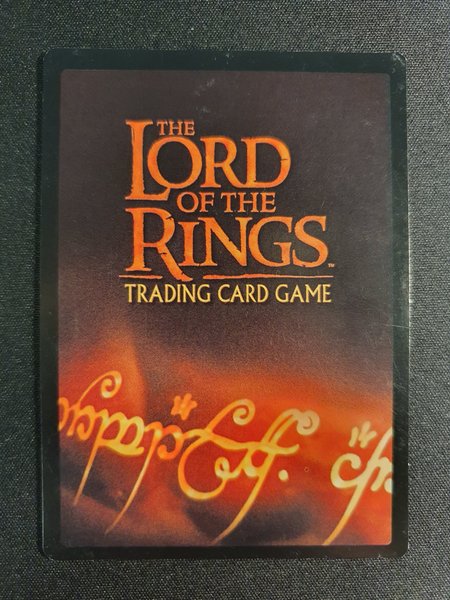 THE
LORD
OF THE
RINGS
TRADING CARD GAME